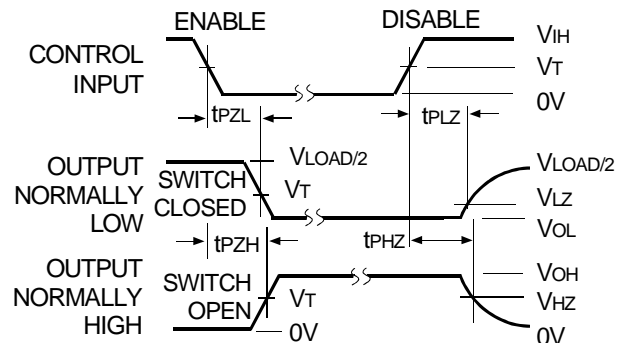 ENABLE
DISABLE
CONTROL
INPUT
VIH
VT
0V
tPZL
tPLZ
OUTPUT
NORMALLY
LOW
SWITCH
CLOSED
VLOAD/2
VT
VLOAD/2
VLZ
VOL
tPZH
tPHZ
OUTPUT
NORMALLY
HIGH
SWITCH
OPEN
VT
0V
VOH
VHZ
0V